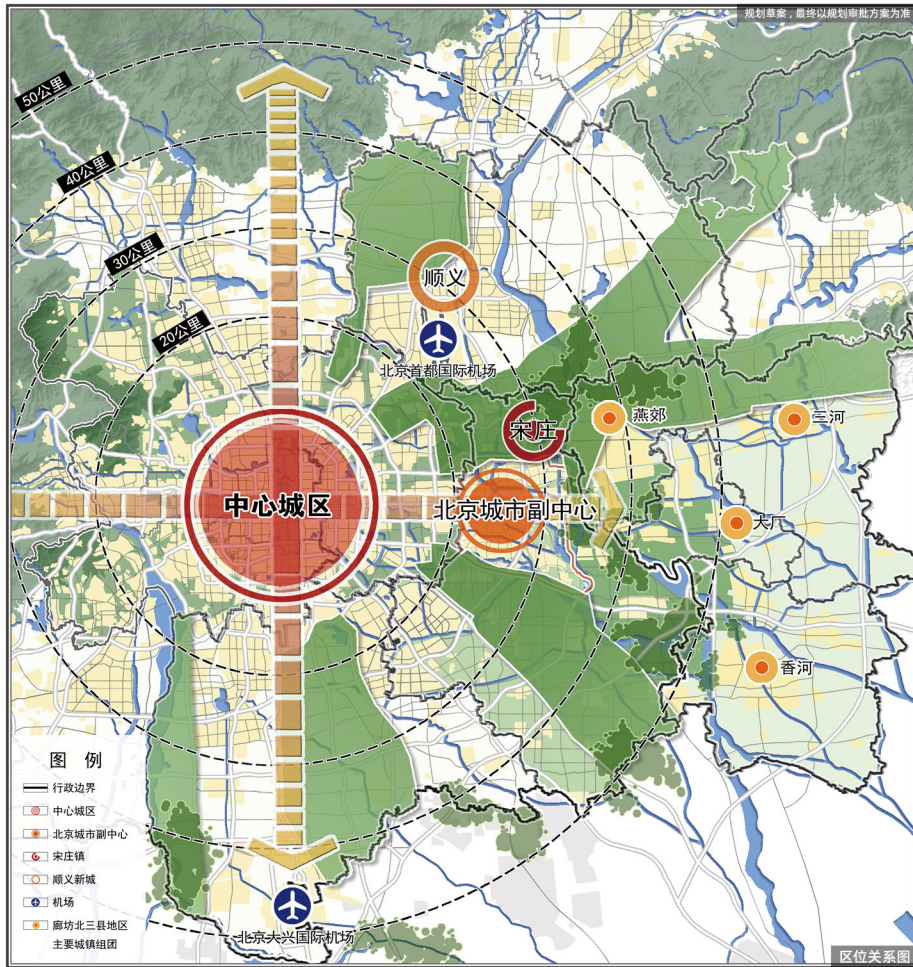 规划草案，最终以规划审批方案为准
50公里
40公里
30公里
20公里
顺义
北京首都国际机场
宋庄
燕郊
三河
中心城区
北京城市副中心
大厂
香河
图 例
行政边界
中心城区
北京城市副中心
宋庄镇
顺义新城
机场
廊坊北三县地区
主要城镇组团
北京大兴国际机场
区位关系图